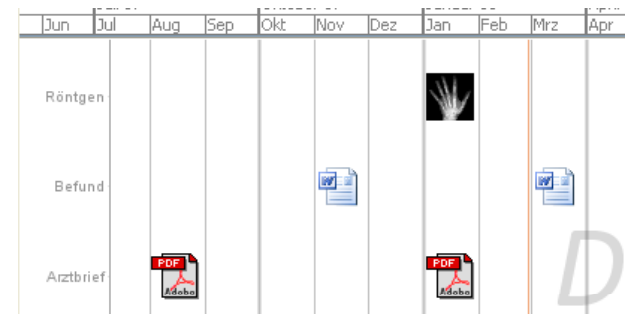 Jun Jul Aug Sep Okt Nov Dez Jan Feb Mrz Apr
Röntgen
Befund
W W
PDF PDF
Adobe Adobe
Arztbrief
D